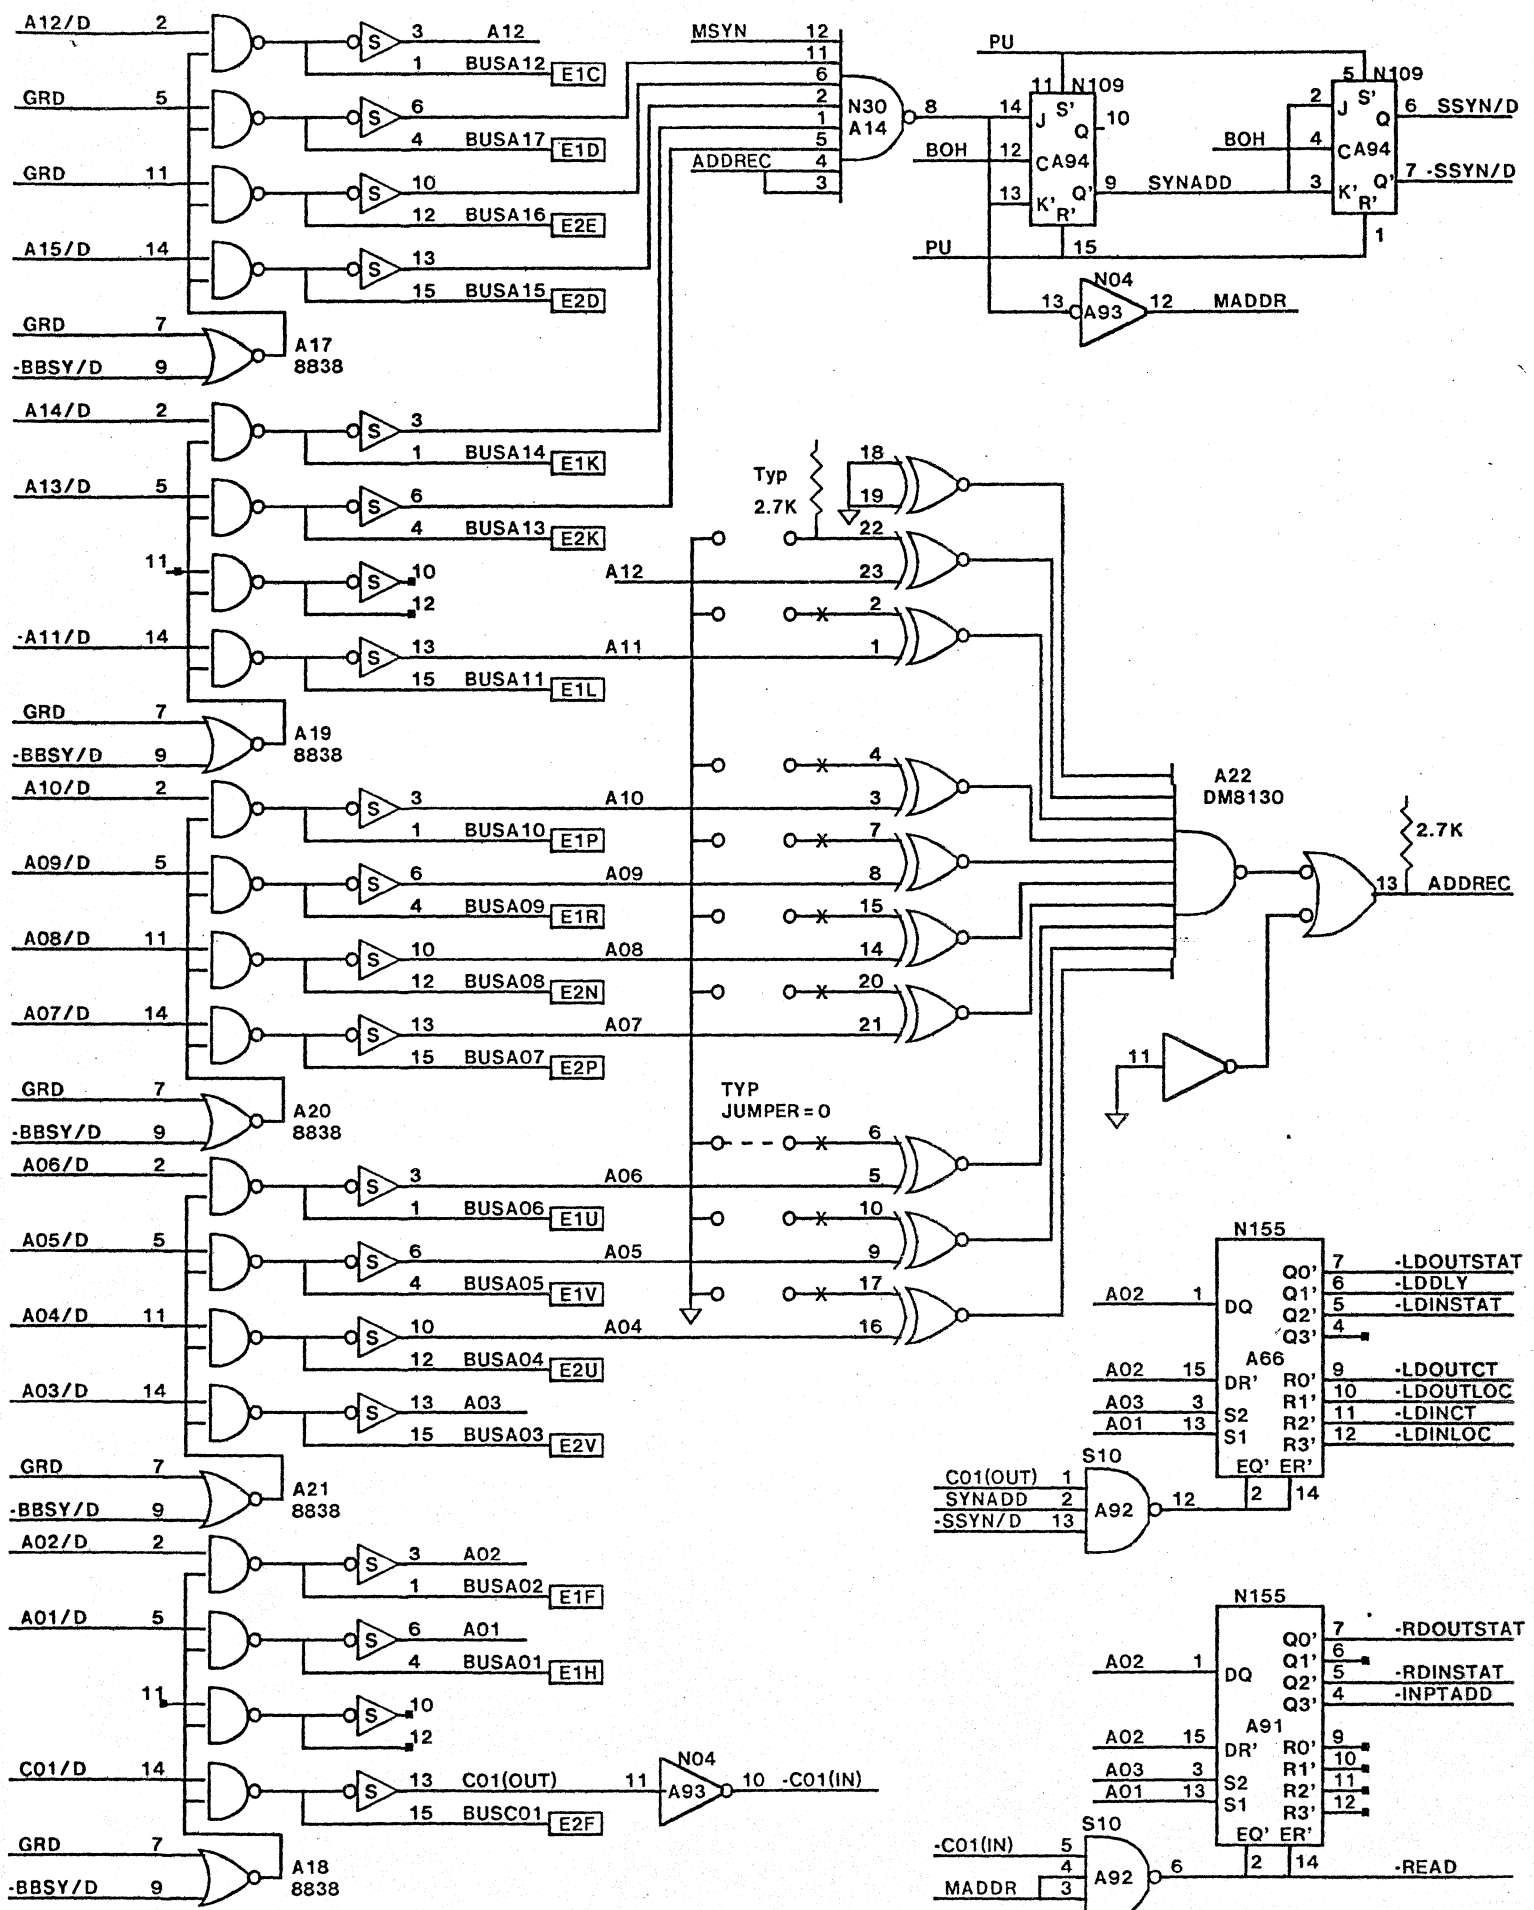 A12/D 2
3 A12
1 BUSA12 E1C
GRD 5
6
4 BUSA17 E1D
GRD 11
10
12 BUSA16 E2E
A15/D 14
13
15 BUSA15 E2D
GRD 7
-BBSY/D 9
A17
8838
A14/D 2
3
1 BUSA14 E1K
A13/D 5
6
4 BUSA13 E2K
11
10
12
-A11/D 14
13 A11
15 BUSA11 E1L
GRD 7
-BBSY/D 9
A19
8838
A10/D 2
3 A10
1 BUSA10 E1P
A09/D 5
6 A09
4 BUSA09 E1R
A08/D 11
10 A08
12 BUSA08 E2N
A07/D 14
13 A07
15 BUSA07 E2P
GRD 7
-BBSY/D 9
A20
8838
A06/D 2
3 A06
1 BUSA06 E1U
A05/D 5
6 A05
4 BUSA05 E1V
A04/D 11
10 A04
12 BUSA04 E2U
A03/D 14
13 A03
15 BUSA03 E2V
GRD 7
-BBSY/D 9
A21
8838
A02/D 2
3 A02
1 BUSA02 E1F
A01/D 5
6 A01
4 BUSA01 E1H
11
10
12
C01/D 14
13 C01(OUT) 11
15 BUSC01 E2F
N04
A93
10 -C01(IN)
GRD 7
-BBSY/D 9
A18
8838
S S S S
S S S S
S S S S
S S S S
S S S S
MSYN 12
11
6
2
1
5
ADDREC 4
3
N30
A14
8
PU
11 N109
14 J S'
Q 10
BOH 12 C A94
13 K' Q' 9 SYNADD
R'
PU 15
5 N109
2 J S'
Q 6 SSYN/D
BOH 4 C A94
3 K' Q' 7 -SSYN/D
R'
1
N04
13 A93 12 MADDR
Typ
2.7K
18
19
22
A12 23
2
1
4
3
7
8
15
14
20
21
TYP
JUMPER = 0
6
5
10
9
17
16
A22
DM8130
2.7K
13 ADDREC
11
N155
A02 1 DQ
A02 15 DR'
A03 3 S2
A01 13 S1
A66
Q0' 7 -LDOUTSTAT
Q1' 6 -LDDLY
Q2' 5 -LDINSTAT
Q3' 4
R0' 9 -LDOUTCT
R1' 10 -LDOUTLOC
R2' 11 -LDINCT
R3' 12 -LDINLOC
EQ' ER'
2 14
S10
C01(OUT) 1
SYNADD 2
-SSYN/D 13
A92 12
N155
A02 1 DQ
A02 15 DR'
A03 3 S2
A01 13 S1
A91
Q0' 7 -RDOUTSTAT
Q1' 6
Q2' 5 -RDINSTAT
Q3' 4 -INPTADD
R0' 9
R1' 10
R2' 11
R3' 12
EQ' ER'
2 14
S10
-C01(IN) 5
4
MADDR 3
A92 6
-READ